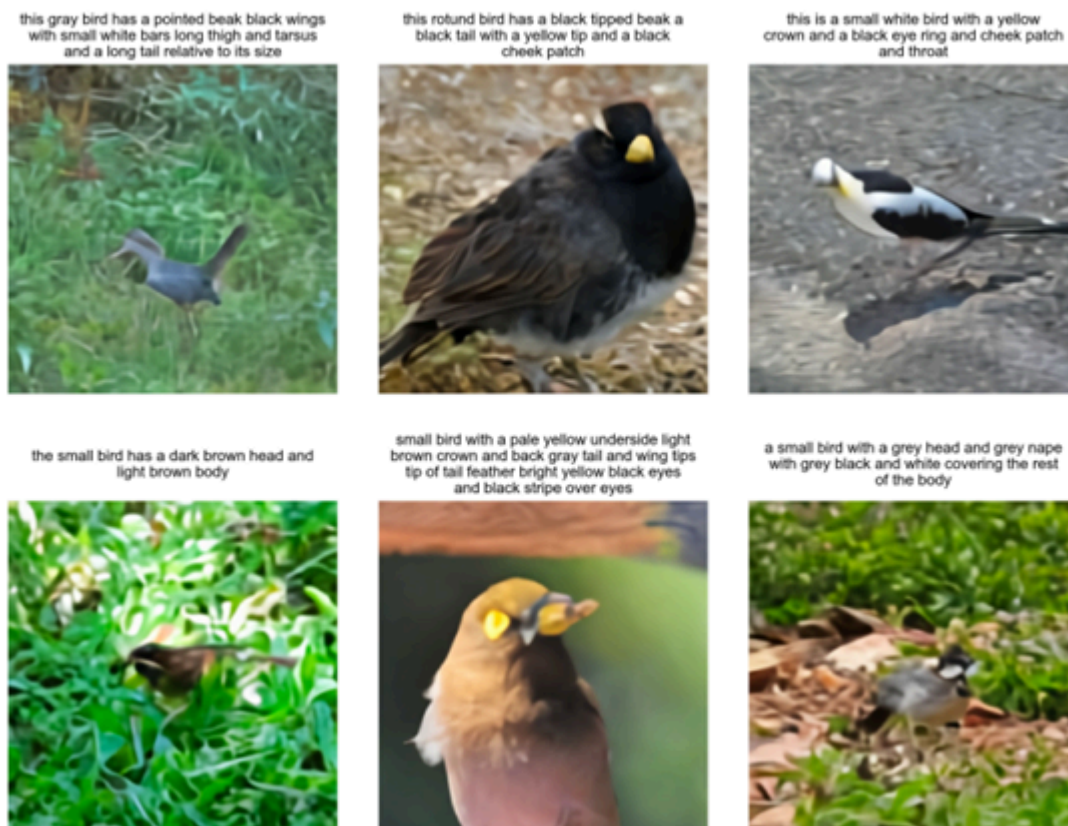 this gray bird has a pointed beak black wings
with small white bars long thigh and tarsus
and a long tail relative to its size
this rotund bird has a black tipped beak a
black tail with a yellow tip and a black
cheek patch
this is a small white bird with a yellow
crown and a black eye ring and cheek patch
and throat
the small bird has a dark brown head and
light brown body
small bird with a pale yellow underside light
brown crown and back gray tail and wing tips
tip of tail feather bright yellow black eyes
and black stripe over eyes
a small bird with a grey head and grey nape
with grey black and white covering the rest
of the body